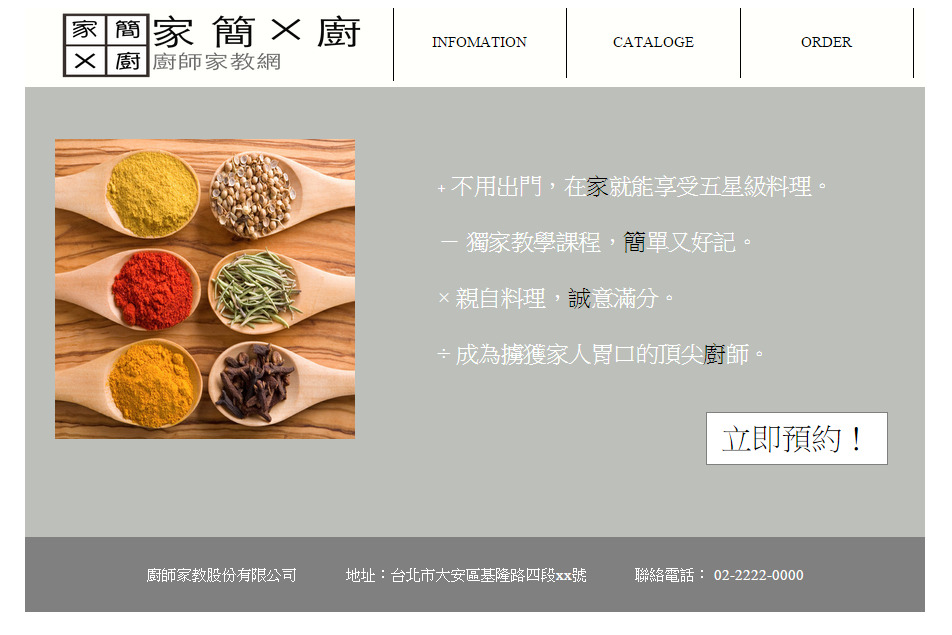 家簡
×廚
家簡×廚
廚師家教網
INFOMATION
CATALOGE
ORDER
+ 不用出門，在家就能享受五星級料理。
－ 獨家教學課程，簡單又好記。
× 親自料理，誠意滿分。
÷ 成為擄獲家人胃口的頂尖廚師。
立即預約！
廚師家教股份有限公司
地址：台北市大安區基隆路四段xx號
聯絡電話： 02-2222-0000